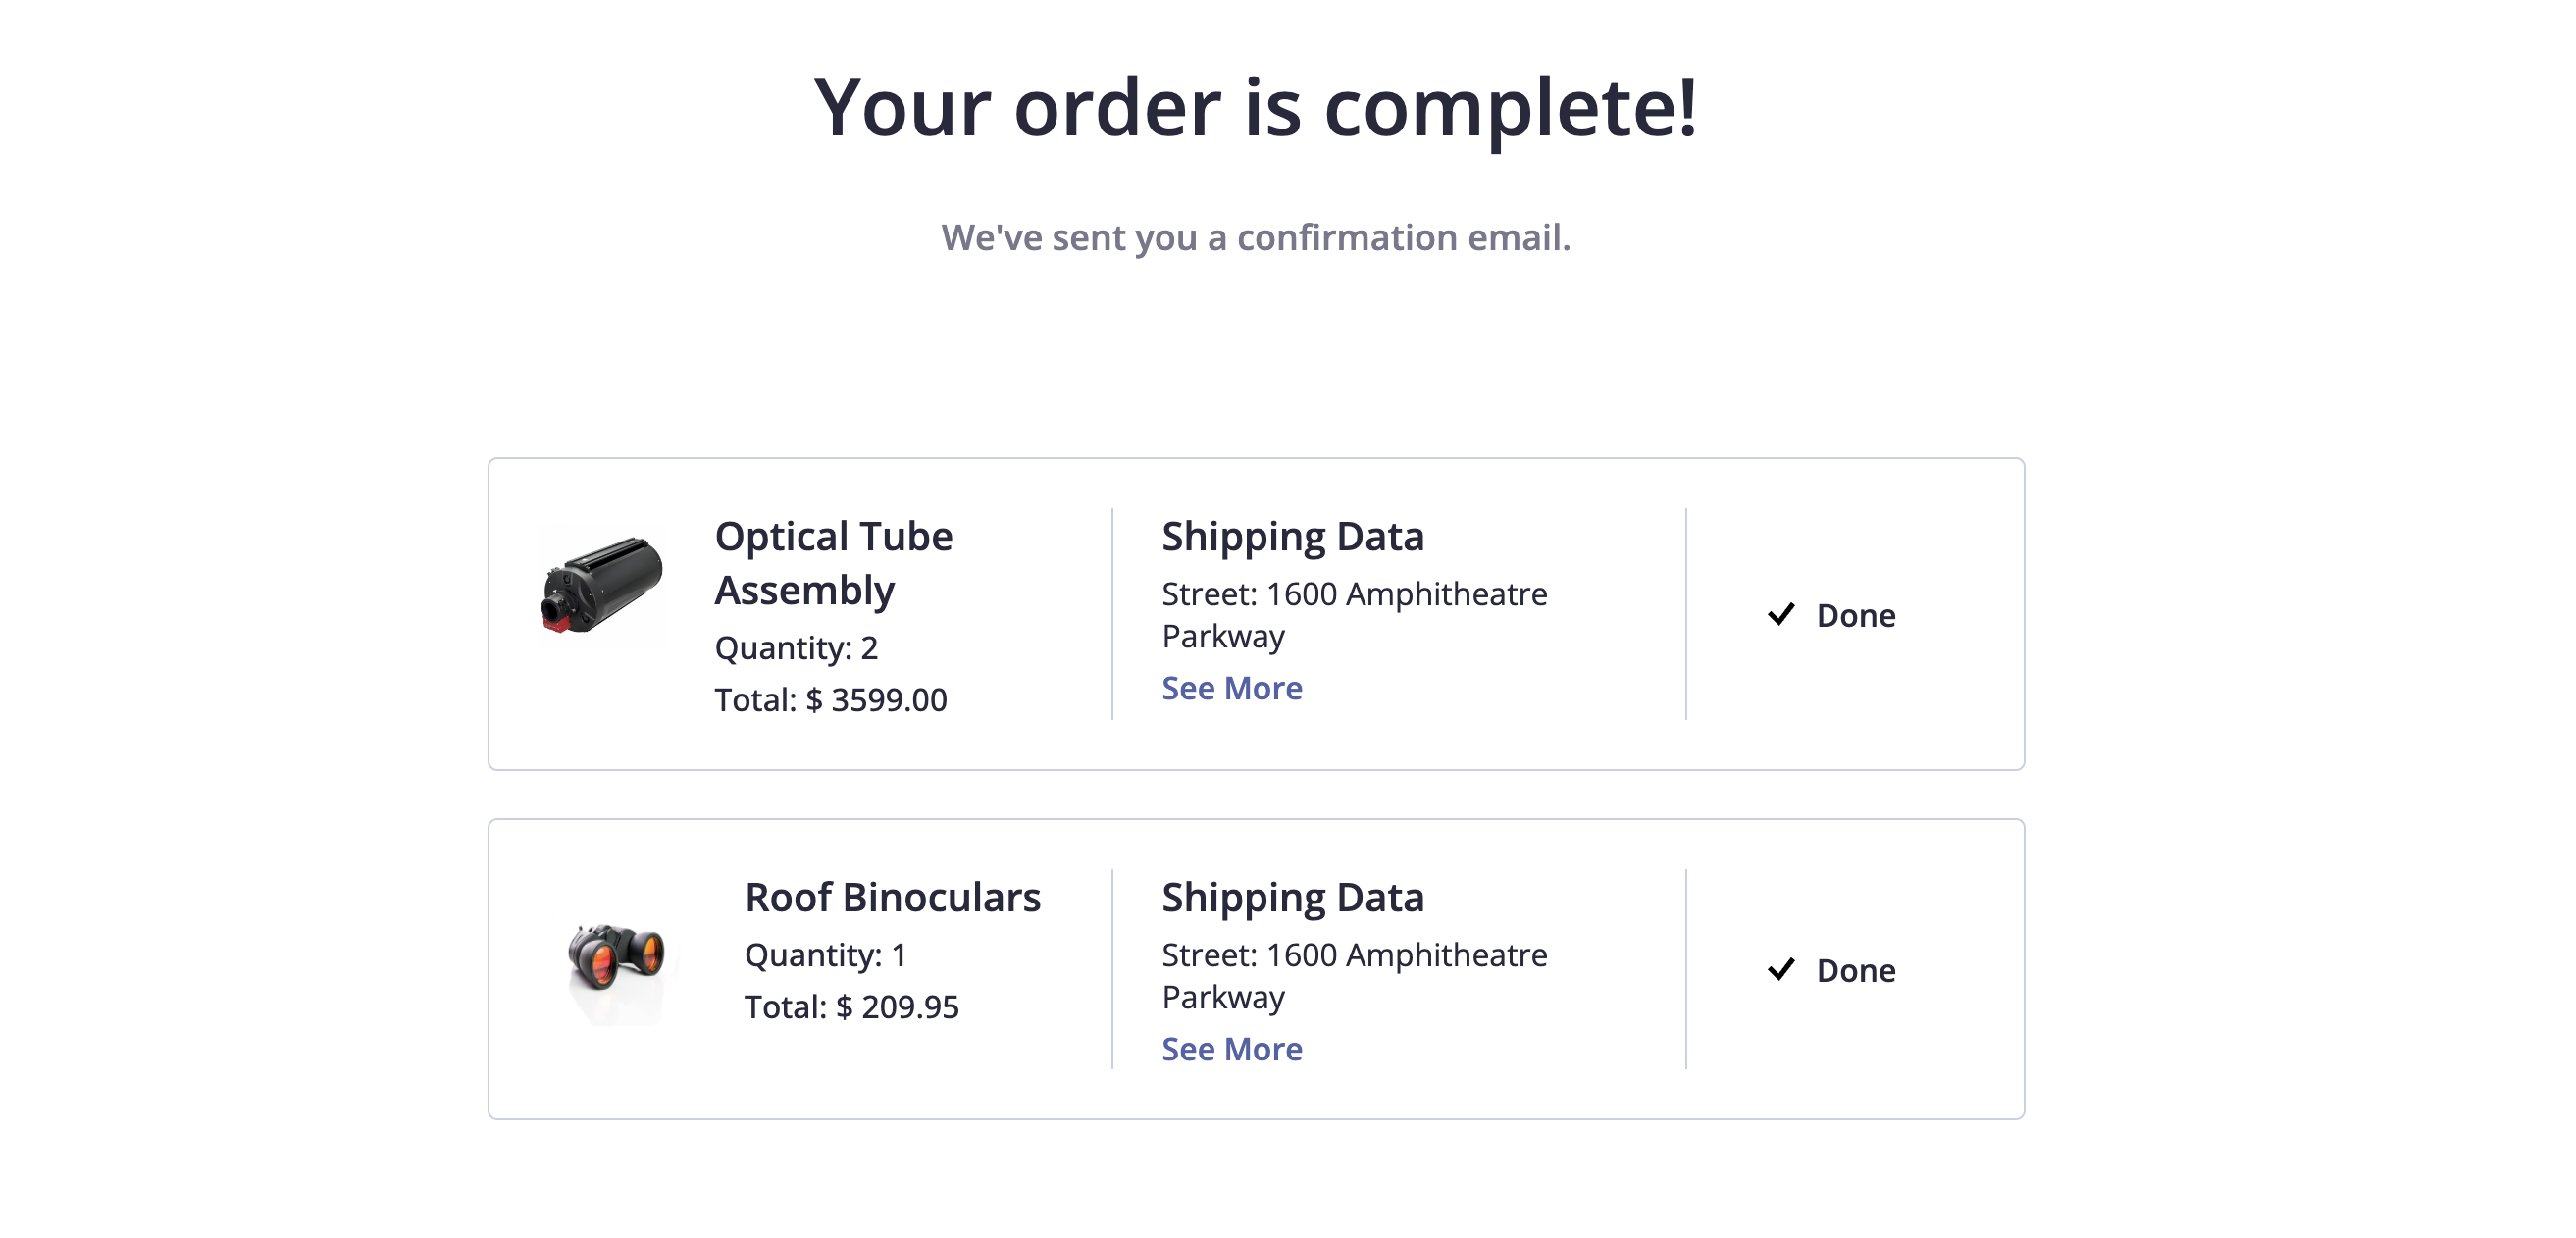 Your order is complete!
We've sent you a confirmation email.
Optical Tube
Assembly
Quantity: 2
Total: $ 3599.00
Shipping Data
Street: 1600 Amphitheatre
Parkway
See More
Done
Roof Binoculars
Quantity: 1
Total: $ 209.95
Shipping Data
Street: 1600 Amphitheatre
Parkway
See More
Done